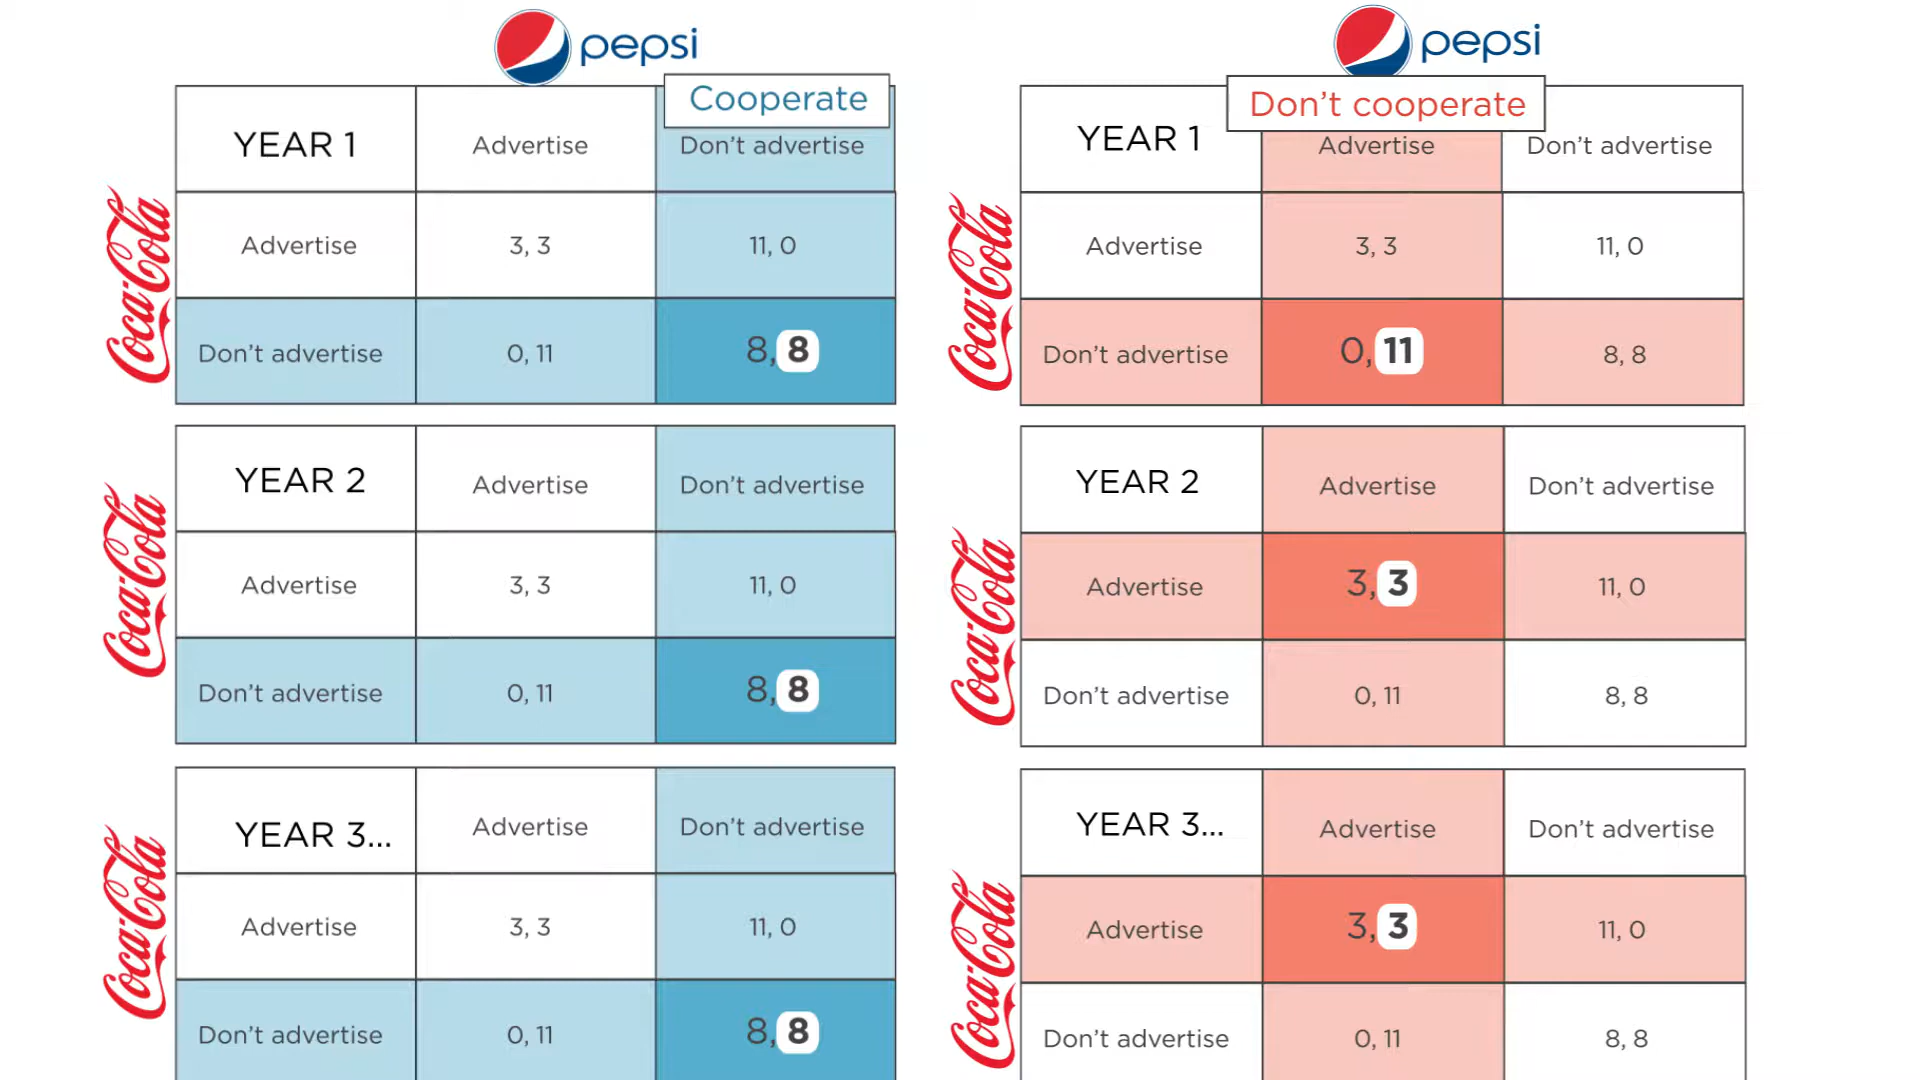 pepsi
Cooperate
YEAR 1 Advertise Don't advertise
Coca-Cola
Advertise 3, 3 11, 0
Don't advertise 0, 11 8, 8
YEAR 2 Advertise Don't advertise
Coca-Cola
Advertise 3, 3 11, 0
Don't advertise 0, 11 8, 8
YEAR 3... Advertise Don't advertise
Coca-Cola
Advertise 3, 3 11, 0
Don't advertise 0, 11 8, 8
pepsi
Don't cooperate
YEAR 1 Advertise Don't advertise
Coca-Cola
Advertise 3, 3 11, 0
Don't advertise 0, 11 8, 8
YEAR 2 Advertise Don't advertise
Coca-Cola
Advertise 3, 3 11, 0
Don't advertise 0, 11 8, 8
YEAR 3... Advertise Don't advertise
Coca-Cola
Advertise 3, 3 11, 0
Don't advertise 0, 11 8, 8